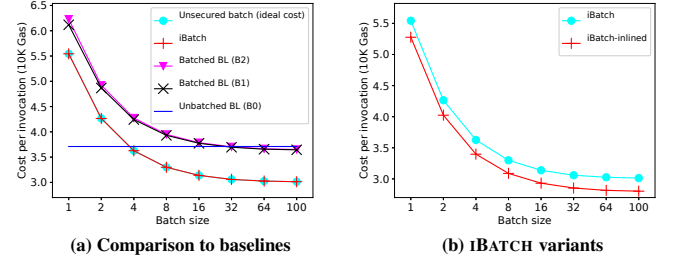 Cost per invocation (10K Gas)
6.5
6.0
5.5
5.0
4.5
4.0
3.5
3.0
Unsecured batch (ideal cost)
iBatch
Batched BL (B2)
Batched BL (B1)
Unbatched BL (B0)
1 2 4 8 16 32 64 100
Batch size
(a) Comparison to baselines
Cost per invocation (10K Gas)
5.5
5.0
4.5
4.0
3.5
3.0
iBatch
iBatch-inlined
1 2 4 8 16 32 64 100
Batch size
(b) IBATCH variants